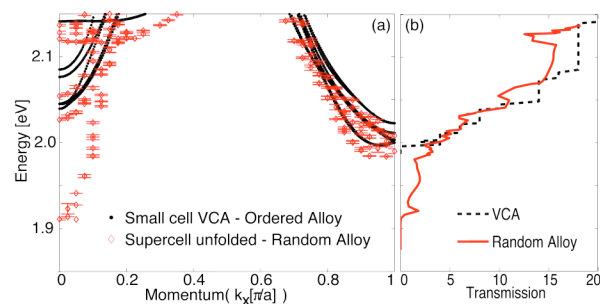 (a)
(b)
2.1
2.0
1.9
Energy [eV]
Small cell VCA - Ordered Alloy
Supercell unfolded - Random Alloy
VCA
Random Alloy
0 0.2 0.4 0.6 0.8 1
0 5 10 15 20
Momentum( kx[π/a]
Transmission